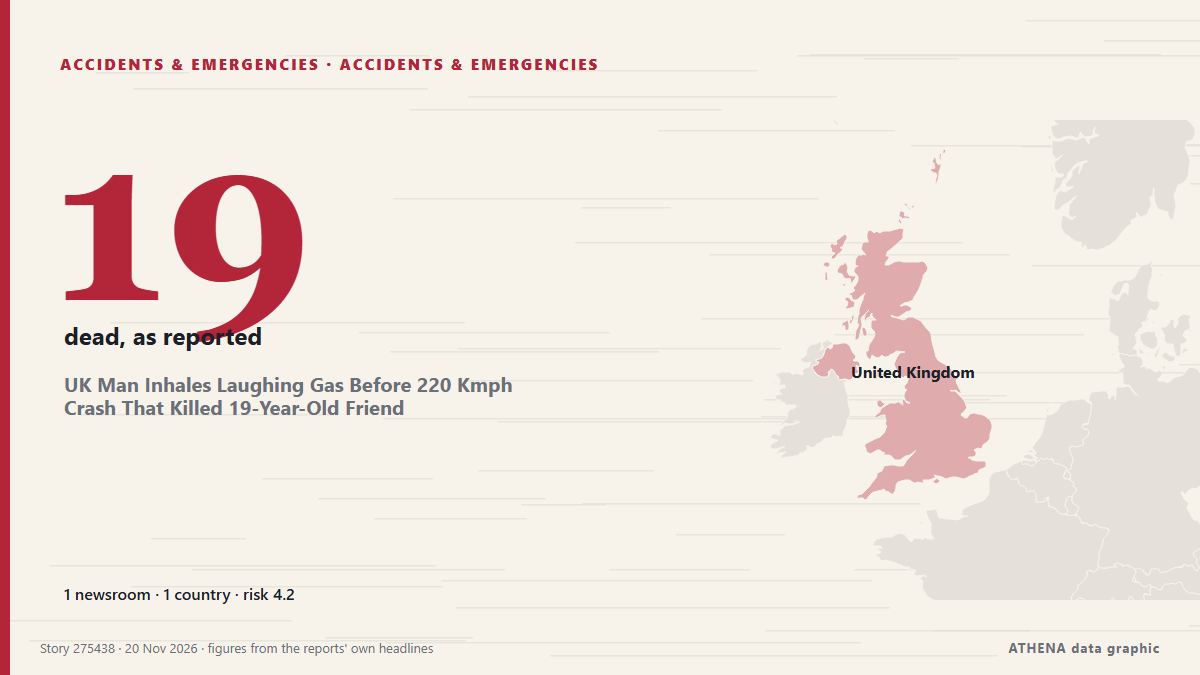 ACCIDENTS & EMERGENCIES · ACCIDENTS & EMERGENCIES
19
dead, as reported
UK Man Inhales Laughing Gas Before 220 Kmph
Crash That Killed 19-Year-Old Friend
United Kingdom
1 newsroom · 1 country · risk 4.2
Story 275438 · 20 Nov 2026 · figures from the reports' own headlines
ATHENA data graphic